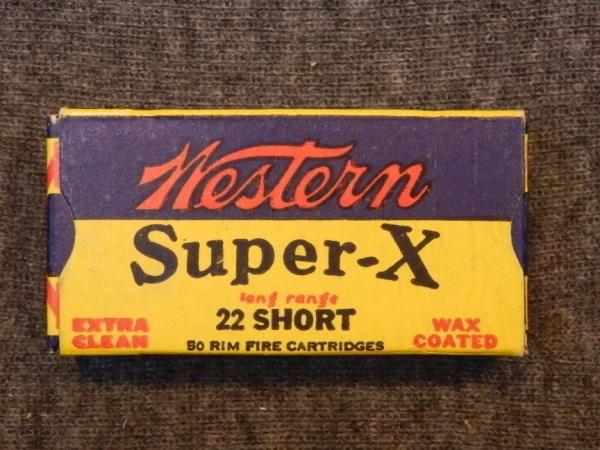 Western
Super-X
long range
22 SHORT
EXTRA
CLEAN
50 RIM FIRE CARTRIDGES
WAX
COATED